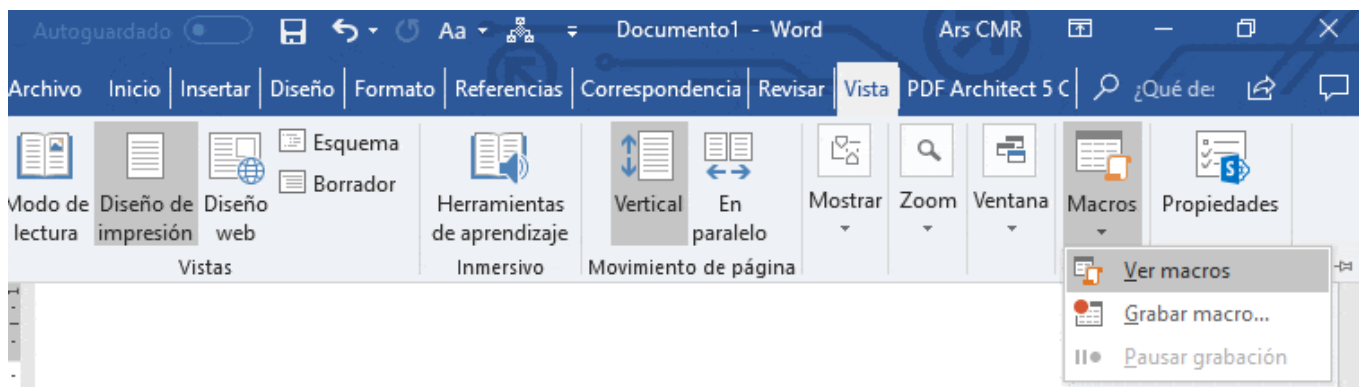 Autoguardado Aa Documento1 - Word Ars CMR
Archivo Inicio Insertar Diseño Formato Referencias Correspondencia Revisar Vista PDF Architect 5 C ¿Qué de:
Modo de lectura
Diseño de impresión
Diseño web
Esquema
Borrador
Vistas
Herramientas de aprendizaje
Inmersivo
Vertical
En paralelo
Movimiento de página
Mostrar
Zoom
Ventana
Macros
Propiedades
Ver macros
Grabar macro...
Pausar grabación